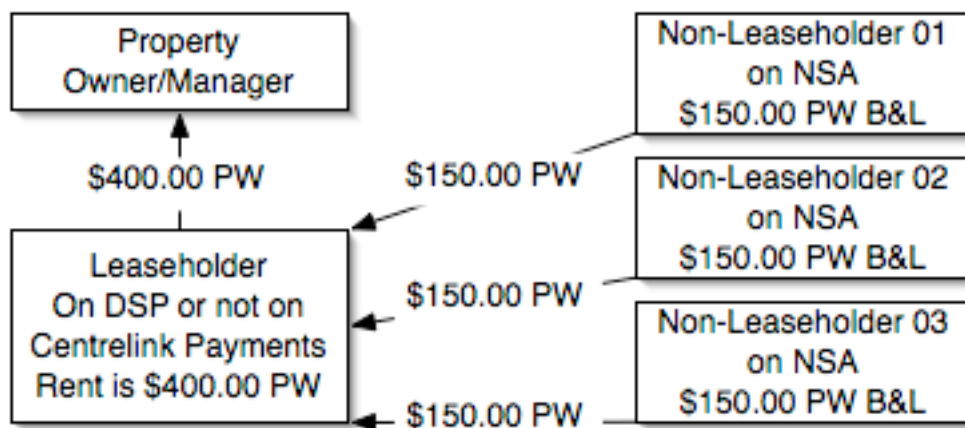 Property
Owner/Manager
$400.00 PW
Leaseholder
On DSP or not on
Centrelink Payments
Rent is $400.00 PW
$150.00 PW
$150.00 PW
$150.00 PW
Non-Leaseholder 01
on NSA
$150.00 PW B&L
Non-Leaseholder 02
on NSA
$150.00 PW B&L
Non-Leaseholder 03
on NSA
$150.00 PW B&L